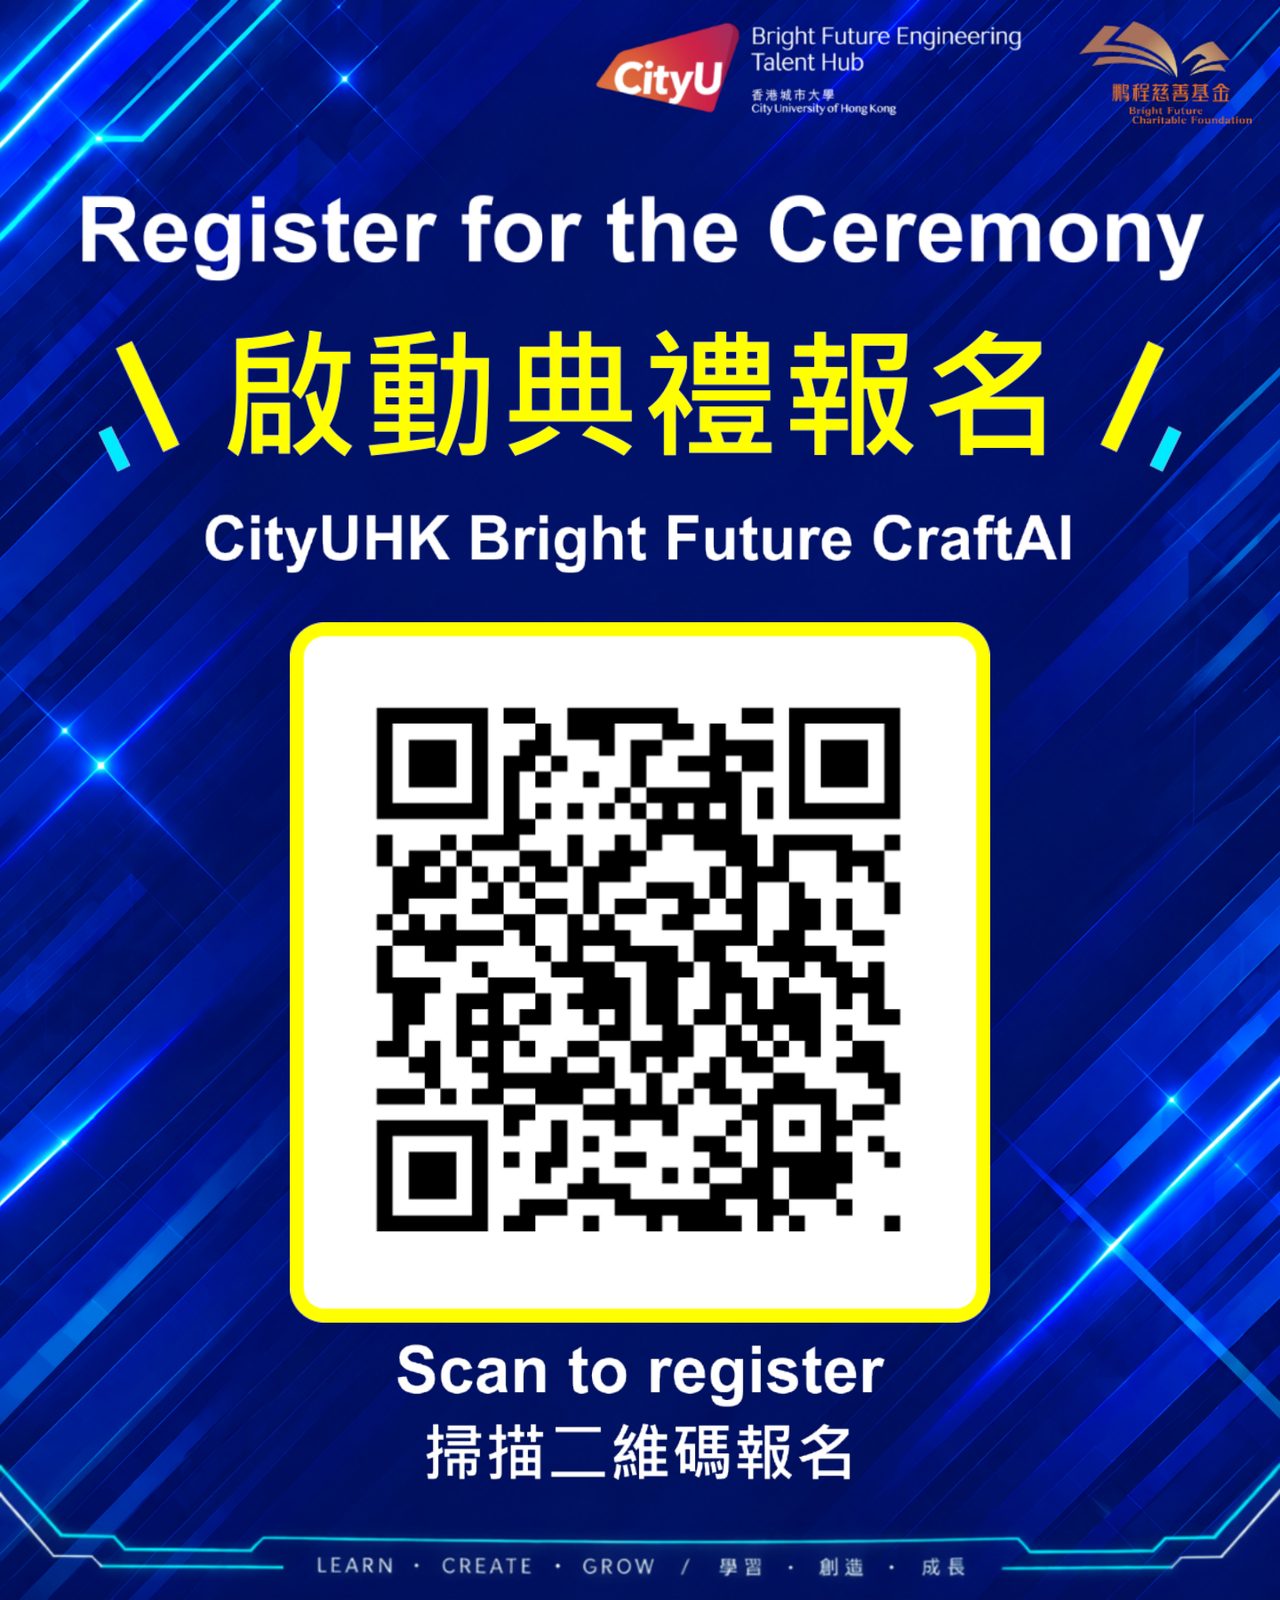 CityU
Bright Future Engineering
Talent Hub
香港城市大學
City University of Hong Kong
鵬程慈善基金
Bright Future
Charitable Foundation
Register for the Ceremony
啟動典禮報名
CityUHK Bright Future CraftAI
Scan to register
掃描二維碼報名
LEARN · CREATE · GROW / 學習 · 創造 · 成長